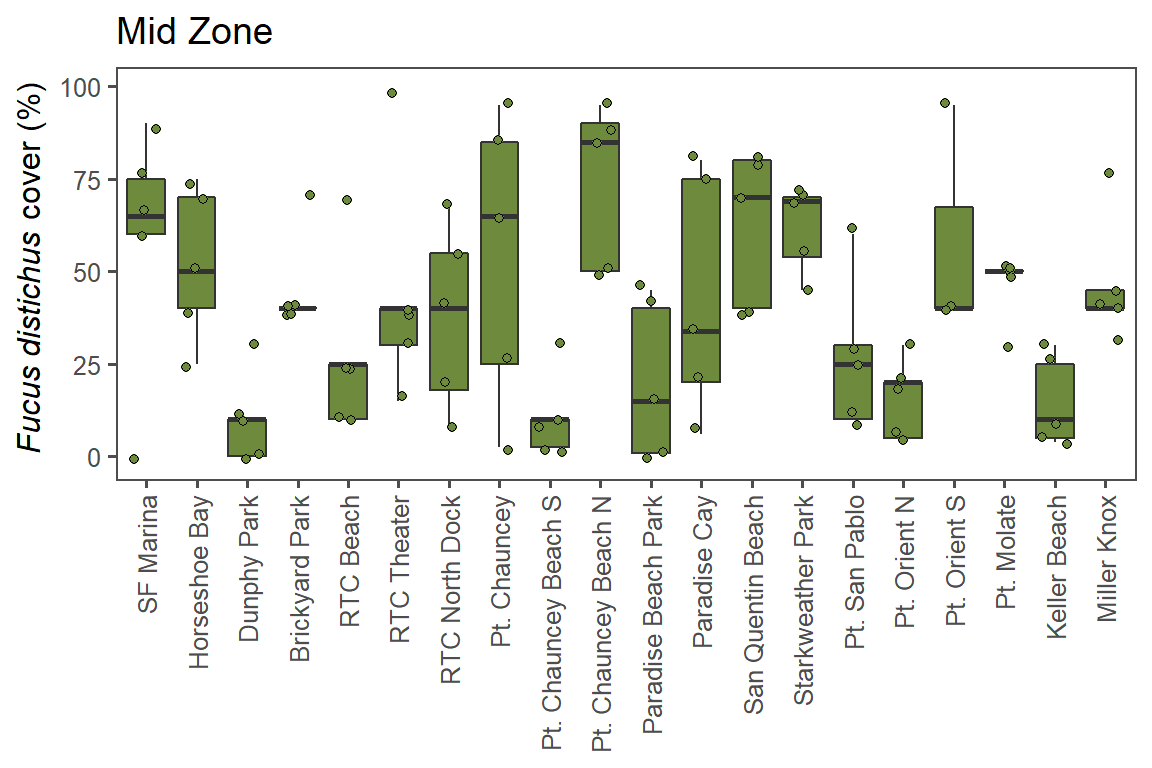 Mid Zone
Fucus distichus cover (%)
100
75
50
25
0
SF Marina
Horseshoe Bay
Dunphy Park
Brickyard Park
RTC Beach
RTC Theater
RTC North Dock
Pt. Chauncey
Pt. Chauncey Beach S
Pt. Chauncey Beach N
Paradise Beach Park
Paradise Cay
San Quentin Beach
Starkweather Park
Pt. San Pablo
Pt. Orient N
Pt. Orient S
Pt. Molate
Keller Beach
Miller Knox